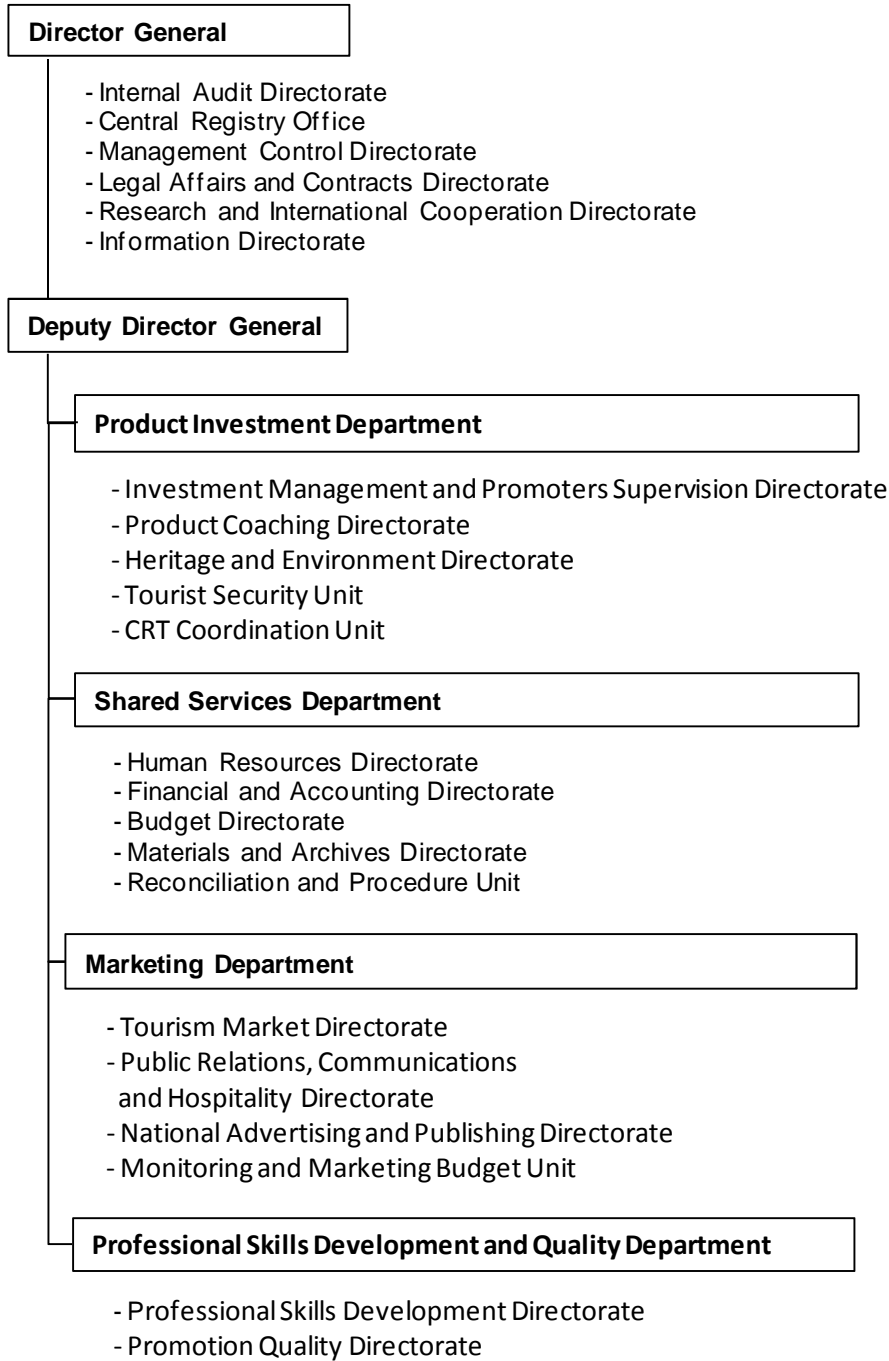 Director General
- Internal Audit Directorate
- Central Registry Office
- Management Control Directorate
- Legal Affairs and Contracts Directorate
- Research and International Cooperation Directorate
- Information Directorate
Deputy Director General
Product Investment Department
- Investment Management and Promoters Supervision Directorate
- Product Coaching Directorate
- Heritage and Environment Directorate
- Tourist Security Unit
- CRT Coordination Unit
Shared Services Department
- Human Resources Directorate
- Financial and Accounting Directorate
- Budget Directorate
- Materials and Archives Directorate
- Reconciliation and Procedure Unit
Marketing Department
- Tourism Market Directorate
- Public Relations, Communications
and Hospitality Directorate
- National Advertising and Publishing Directorate
- Monitoring and Marketing Budget Unit
Professional Skills Development and Quality Department
- Professional Skills Development Directorate
- Promotion Quality Directorate